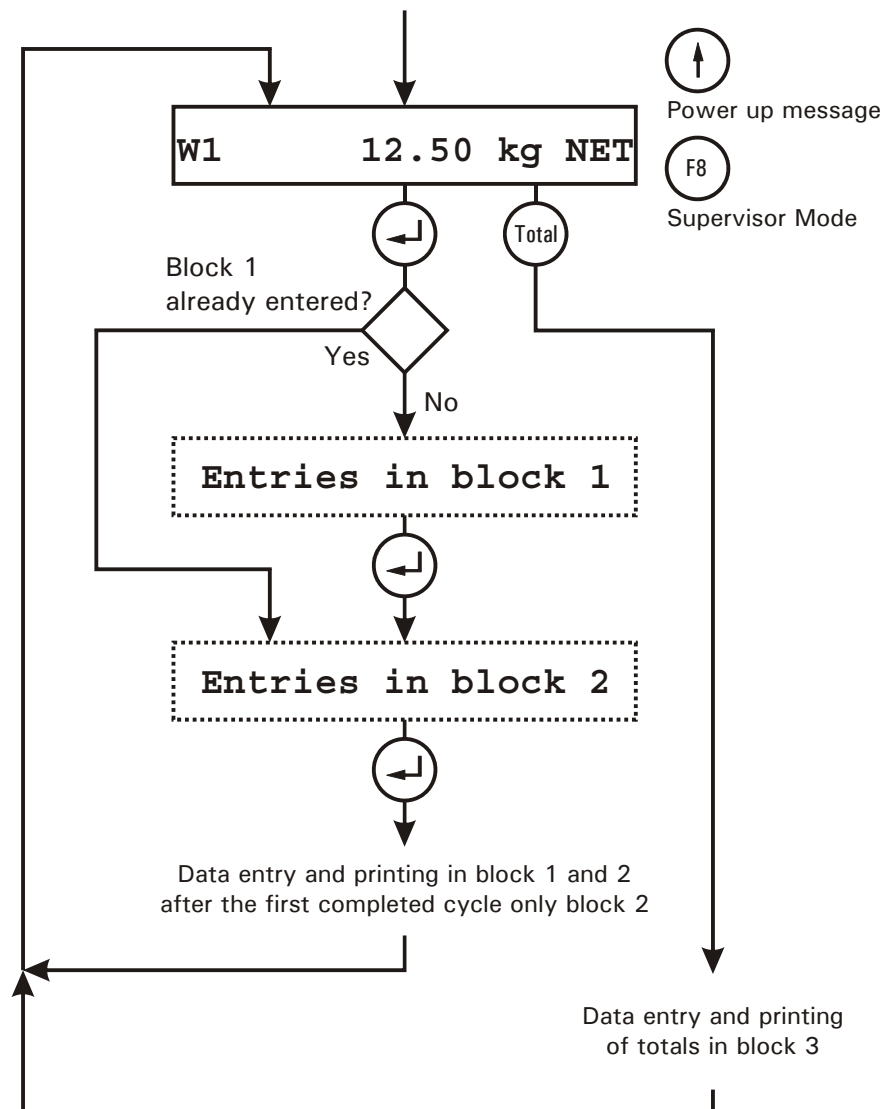 Power up message
W1 12.50 kg NET
F8
Supervisor Mode
Total
Block 1
already entered?
Yes
No
Entries in block 1
Entries in block 2
Data entry and printing in block 1 and 2
after the first completed cycle only block 2
Data entry and printing
of totals in block 3